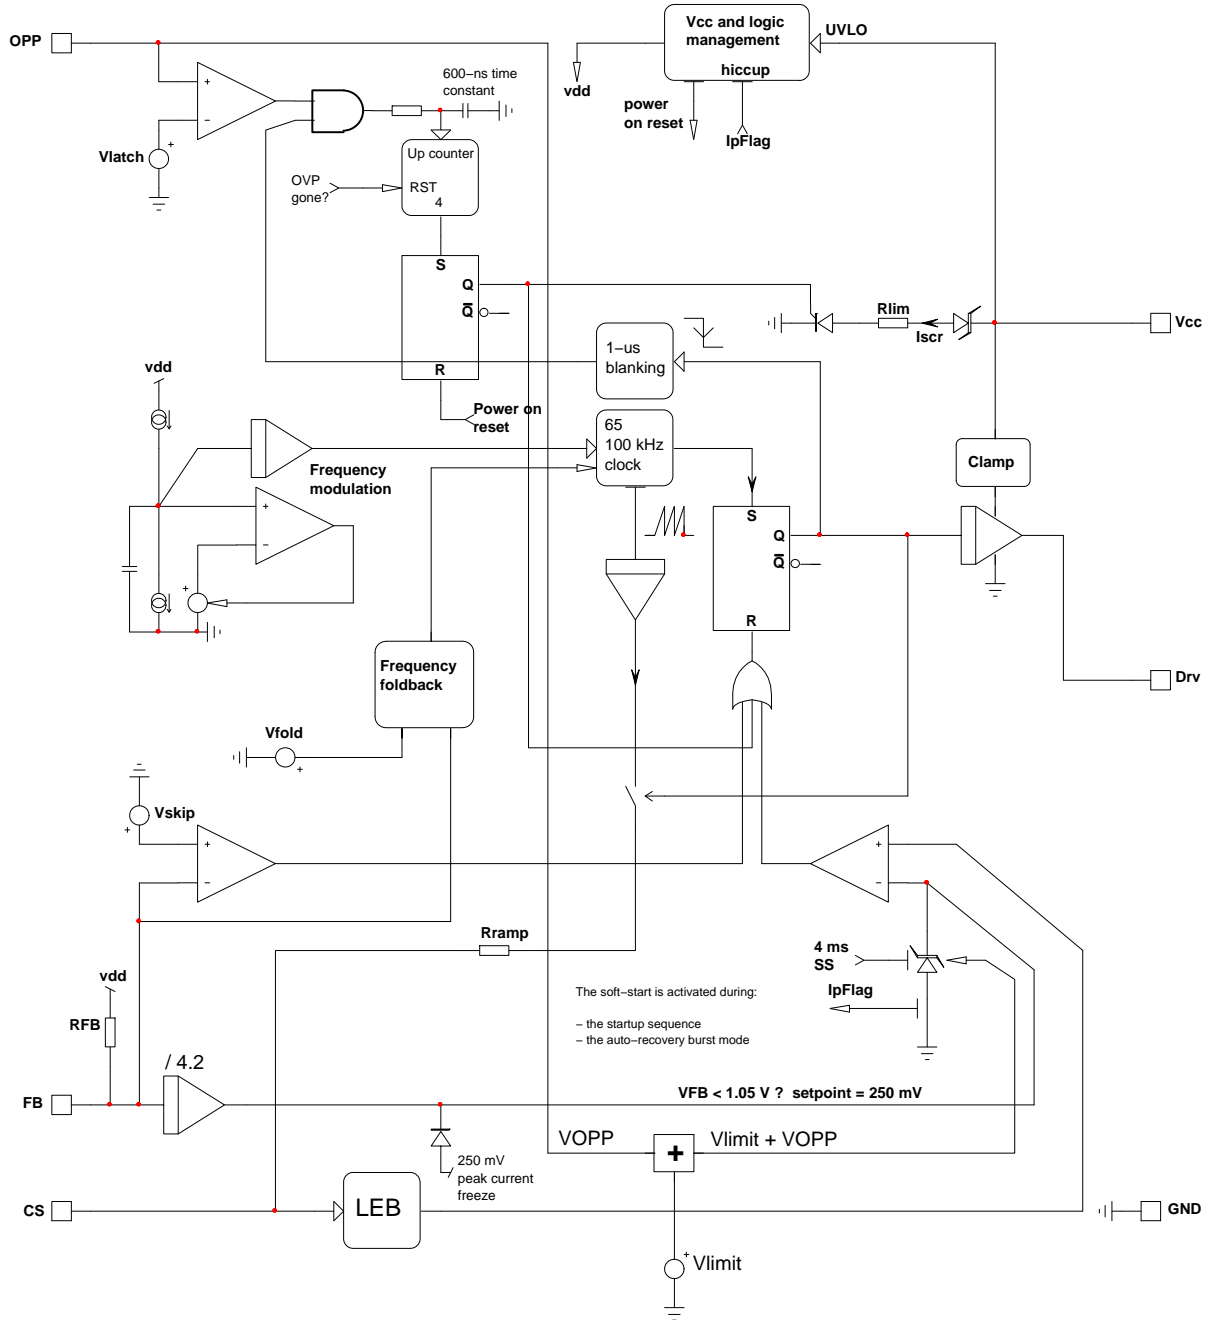 Vcc and logic
management
hiccup
OPP
UVLO
vdd
power
on reset
IpFlag
600−ns time
constant
+
−
Vlatch
+
Up counter
RST
4
OVP
gone?
S
Q
Q
R
Power on
reset
Rlim
Iscr
Vcc
1−us
blanking
vdd
65
100 kHz
clock
Frequency
modulation
+
−
+
Clamp
S
Q
Q
R
Frequency
foldback
Drv
Vfold
+
Vskip
+
+
−
+
−
Rramp
4 ms
SS
IpFlag
The soft−start is activated during:
− the startup sequence
− the auto−recovery burst mode
vdd
RFB
/ 4.2
FB
VFB < 1.05 V ? setpoint = 250 mV
VOPP
+
Vlimit + VOPP
250 mV
peak current
freeze
CS
LEB
GND
+
Vlimit